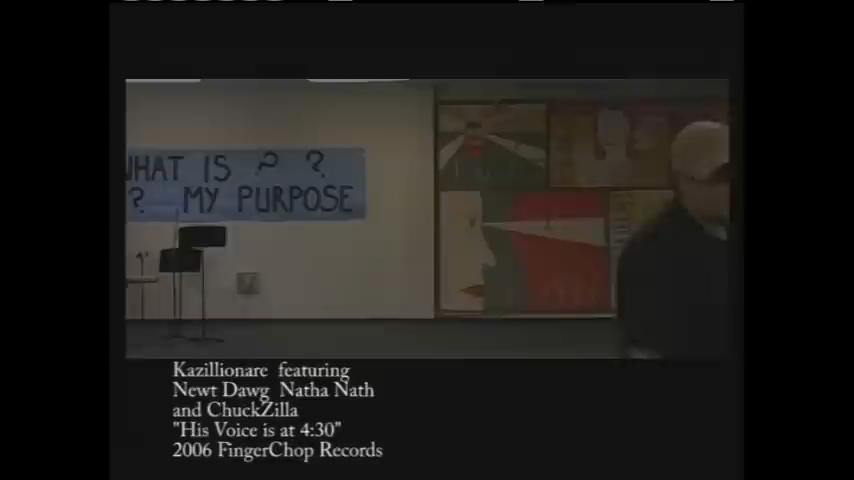 WHAT IS ? ?
? MY PURPOSE
Kazillionare featuring
Newt Dawg Natha Nath
and ChuckZilla
"His Voice is at 4:30"
2006 FingerChop Records